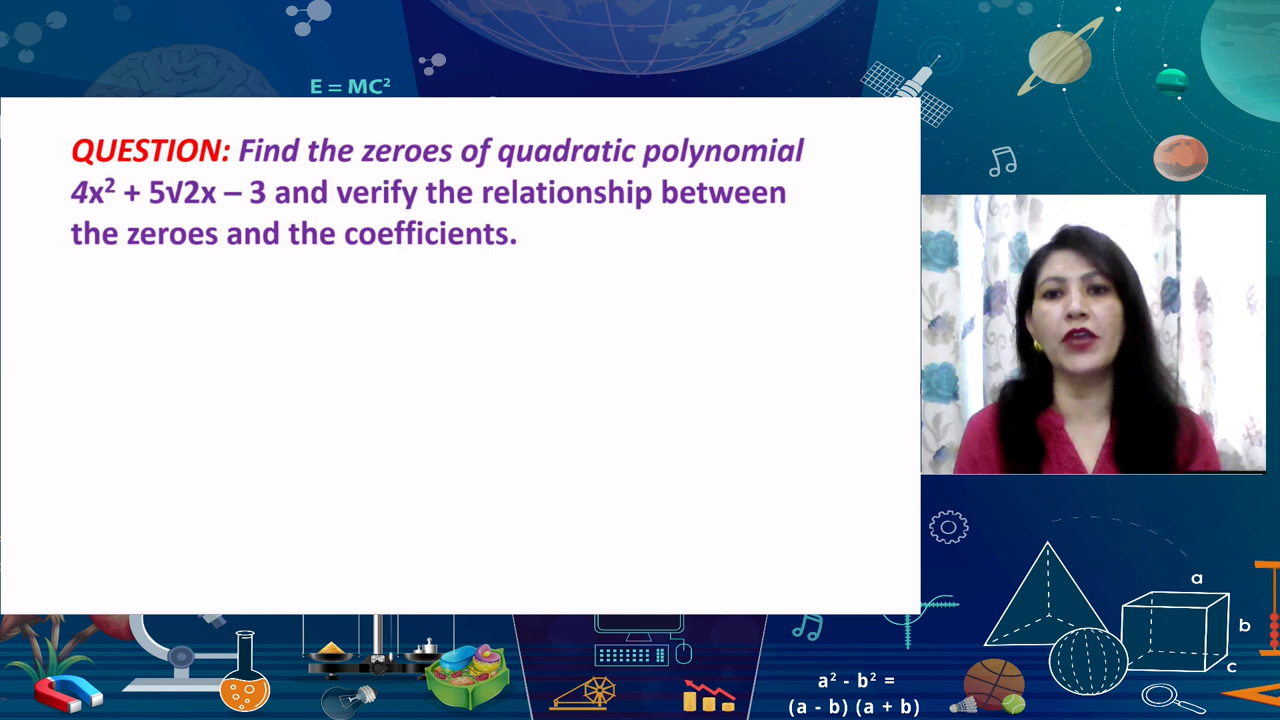 E = MC²
QUESTION: Find the zeroes of quadratic polynomial
4x² + 5√2x – 3 and verify the relationship between
the zeroes and the coefficients.
a
b
c
a² - b² =
(a - b) (a + b)